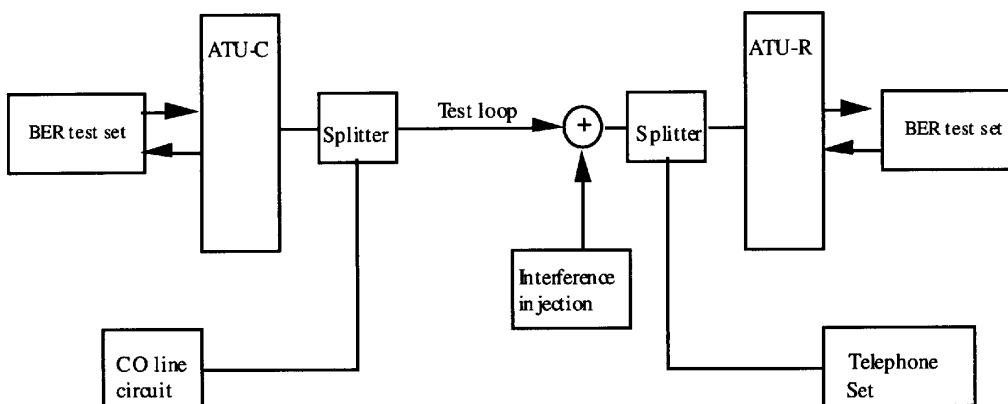 ATU-C
ATU-R
BER test set
Splitter
Test loop
+
Splitter
BER test set
Interference
injection
CO line
circuit
Telephone
Set